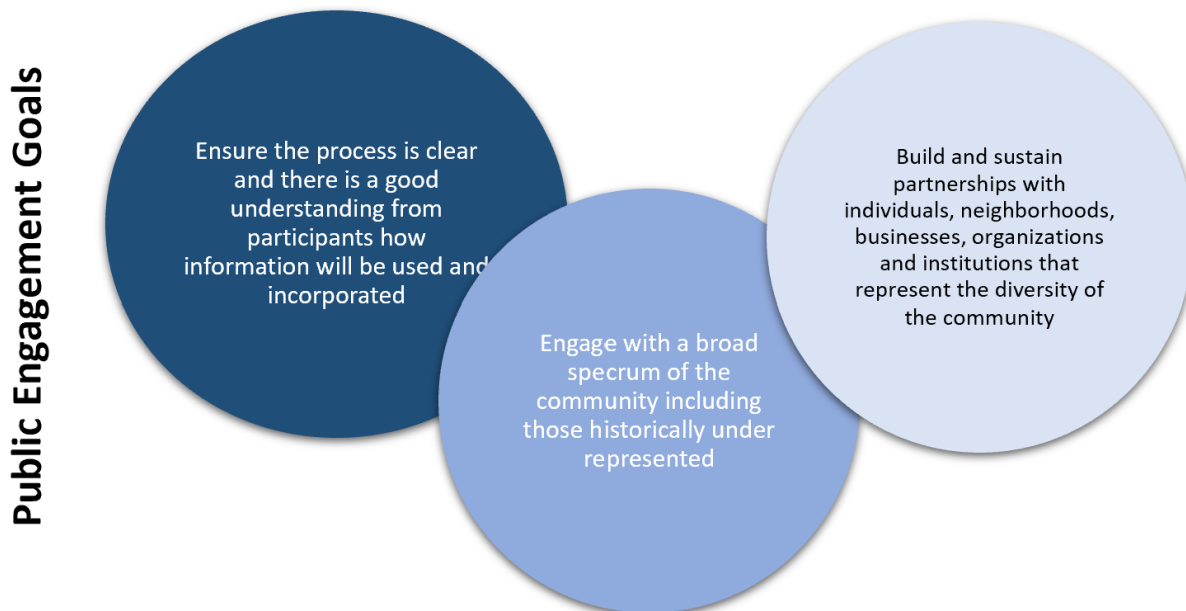 Public Engagement Goals
Ensure the process is clear
and there is a good
understanding from
participants how
information will be used and
incorporated
Engage with a broad
specrum of the
community including
those historically under
represented
Build and sustain
partnerships with
individuals, neighborhoods,
businesses, organizations
and institutions that
represent the diversity of
the community